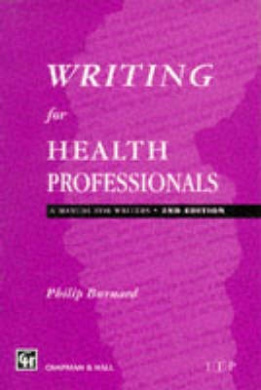 WRITING
for
HEALTH
PROFESSIONALS
A MANUAL FOR WRITERS • 2ND EDITION
Philip Burnard
CHAPMAN & HALL